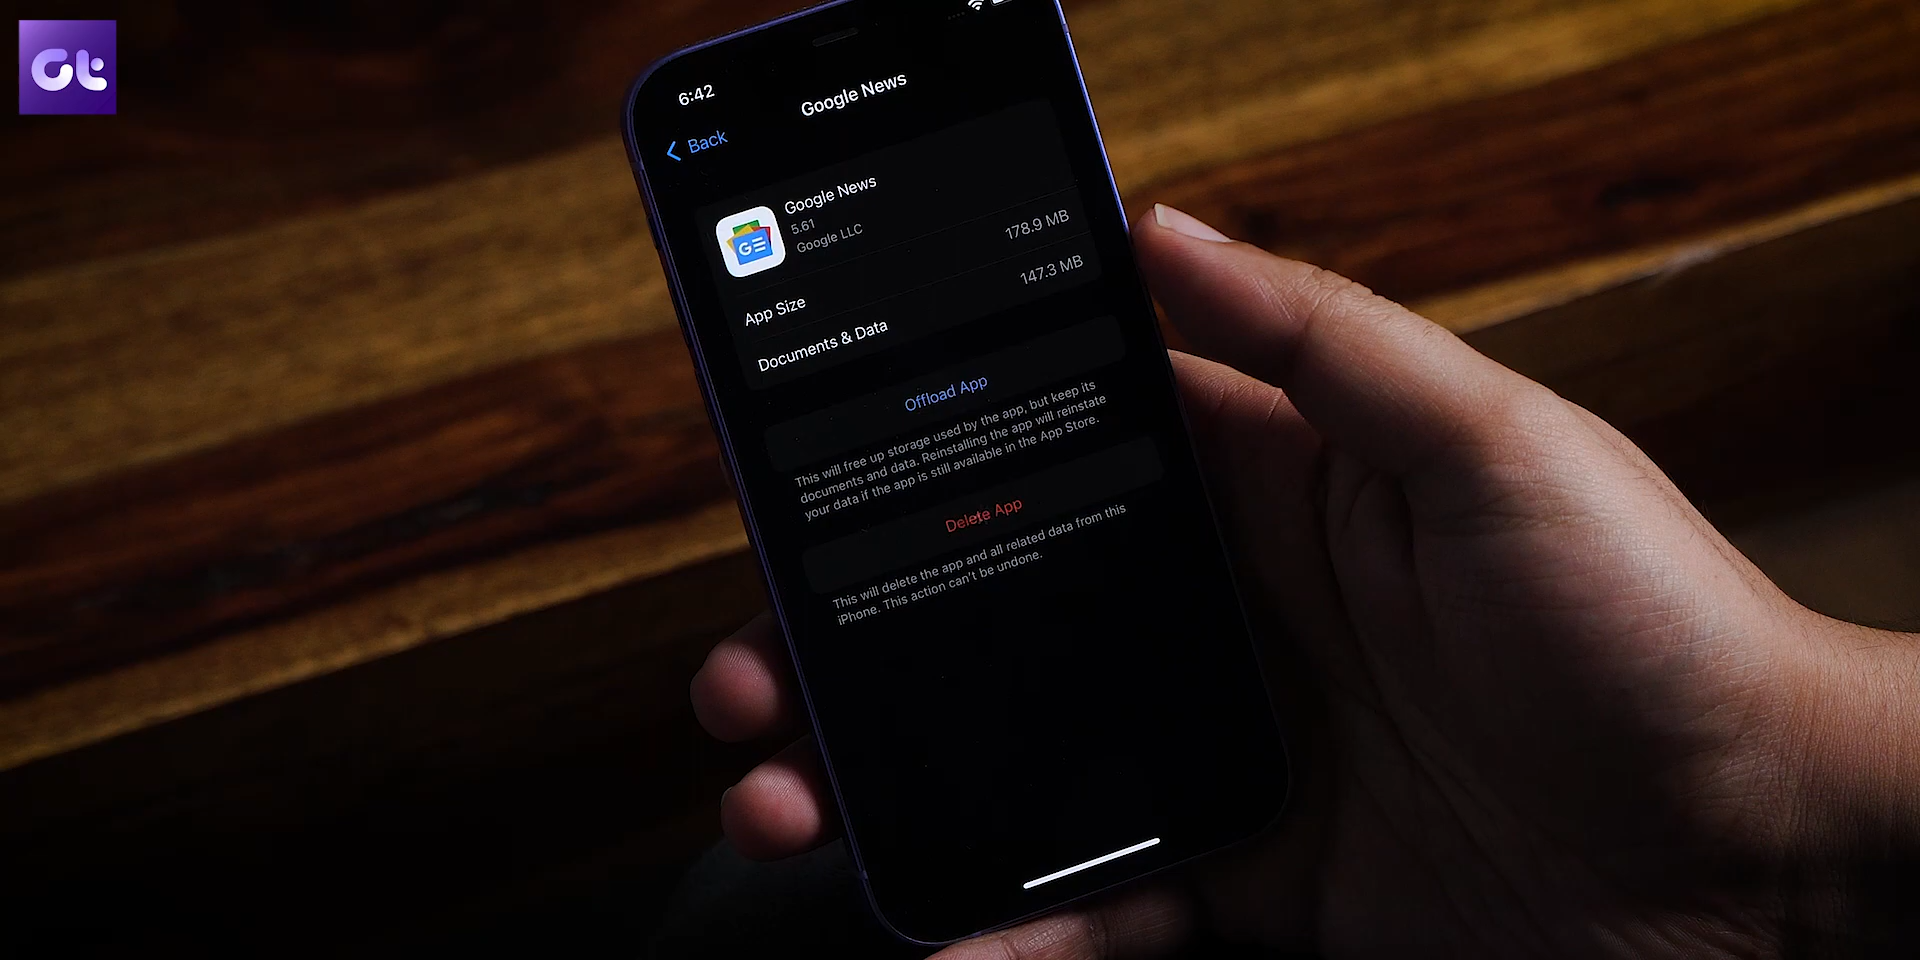 Gt
6:42
Google News
Back
Google News
5.61
Google LLC
GE
App Size
178.9 MB
Documents & Data
147.3 MB
Offload App
This will free up storage used by the app, but keep its
documents and data. Reinstalling the app will reinstate
your data if the app is still available in the App Store.
Delete App
This will delete the app and all related data from this
iPhone. This action can't be undone.